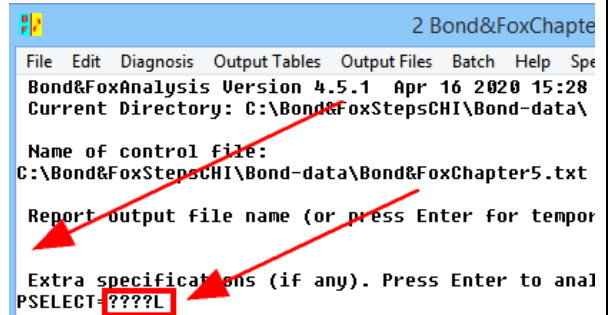 2 Bond&FoxChapte
File Edit Diagnosis Output Tables Output Files Batch Help Spe
Bond&FoxAnalysis Version 4.5.1 Apr 16 2020 15:28
Current Directory: C:\Bond&FoxStepsCHI\Bond-data\
Name of control file:
C:\Bond&FoxStepsCHI\Bond-data\Bond&FoxChapter5.txt
Report output file name (or press Enter for tempor
Extra specifications (if any). Press Enter to anal
PSELECT=????L